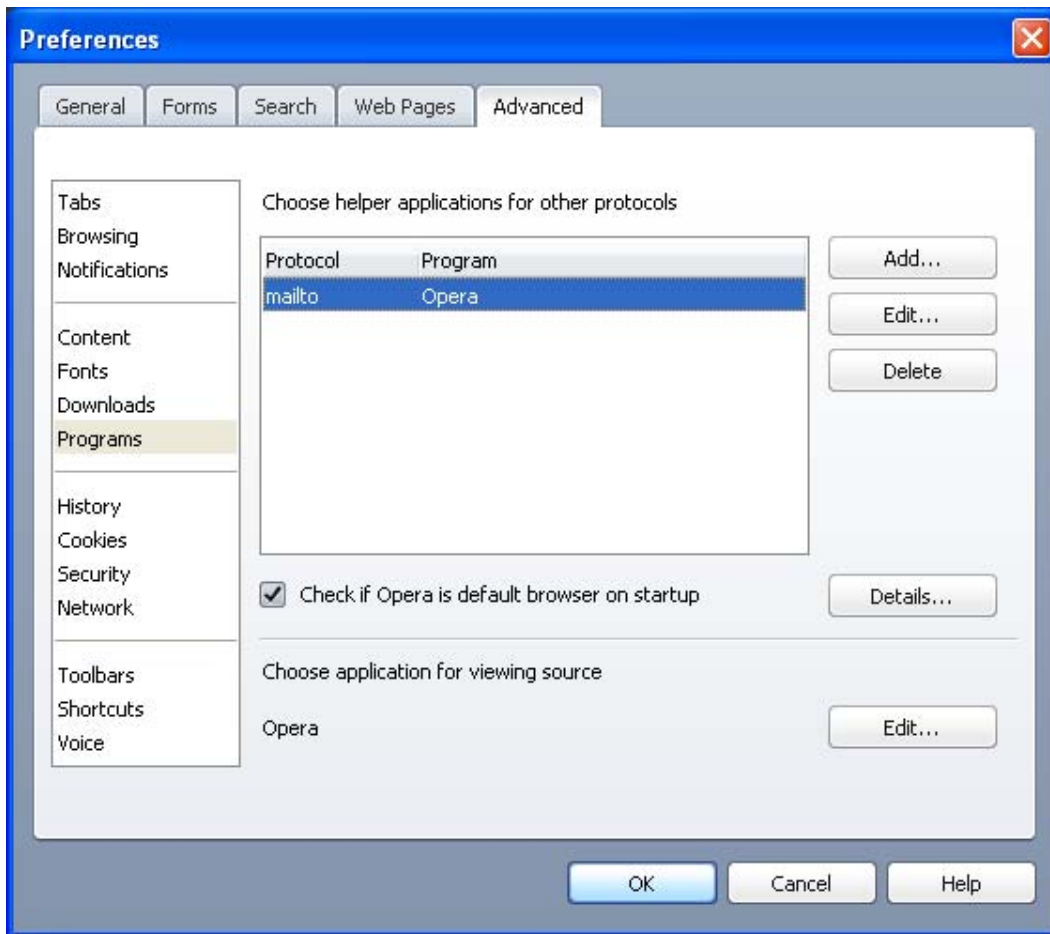 Preferences
General Forms Search Web Pages Advanced
Tabs
Browsing
Notifications
Content
Fonts
Downloads
Programs
History
Cookies
Security
Network
Toolbars
Shortcuts
Voice
Choose helper applications for other protocols
Protocol Program
mailto Opera
Add...
Edit...
Delete
Check if Opera is default browser on startup
Details...
Choose application for viewing source
Opera
Edit...
OK Cancel Help